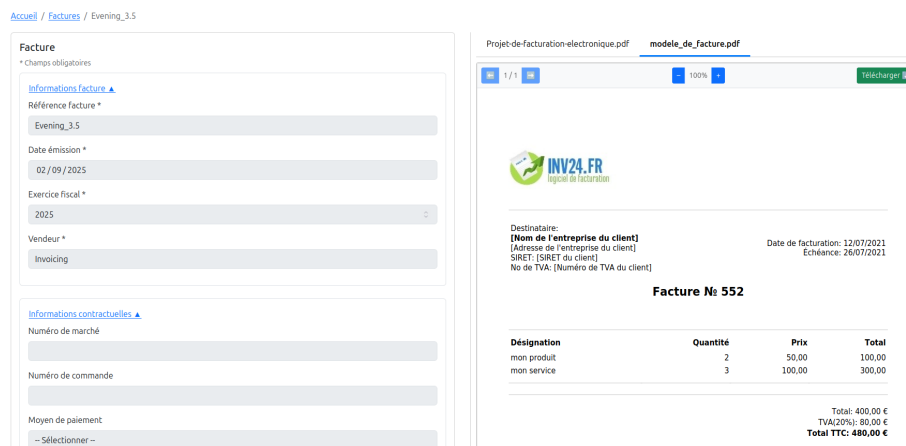 Accueil / Factures / Evening_3.5
Facture
* Champs obligatoires
Informations facture ▲
Référence facture *
Evening_3.5
Date émission *
02/09/2025
Exercice fiscal *
2025
Vendeur *
Invoicing
Informations contractuelles ▲
Numéro de marché
Numéro de commande
Moyen de paiement
-- Sélectionner --
Projet-de-facturation-electronique.pdf modele_de_facture.pdf
1/1 - 100% + Télécharger
INV24.FR
logiciel de facturation
Destinataire:
[Nom de l'entreprise du client]
[Adresse de l'entreprise du client]
SIRET: [SIRET du client]
No de TVA: [Numéro de TVA du client]
Date de facturation: 12/07/2021
Échéance: 26/07/2021
Facture № 552
Désignation Quantité Prix Total
mon produit 2 50,00 100,00
mon service 3 100,00 300,00
Total: 400,00 €
TVA(20%): 80,00 €
Total TTC: 480,00 €